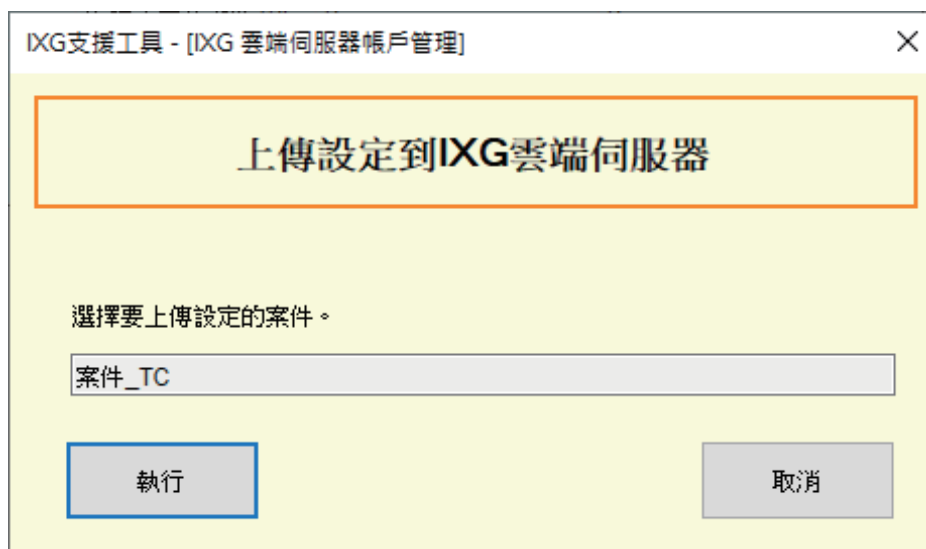 IXG支援工具 - [IXG 雲端伺服器帳戶管理]
上傳設定到IXG雲端伺服器
選擇要上傳設定的案件。
案件_TC
執行
取消